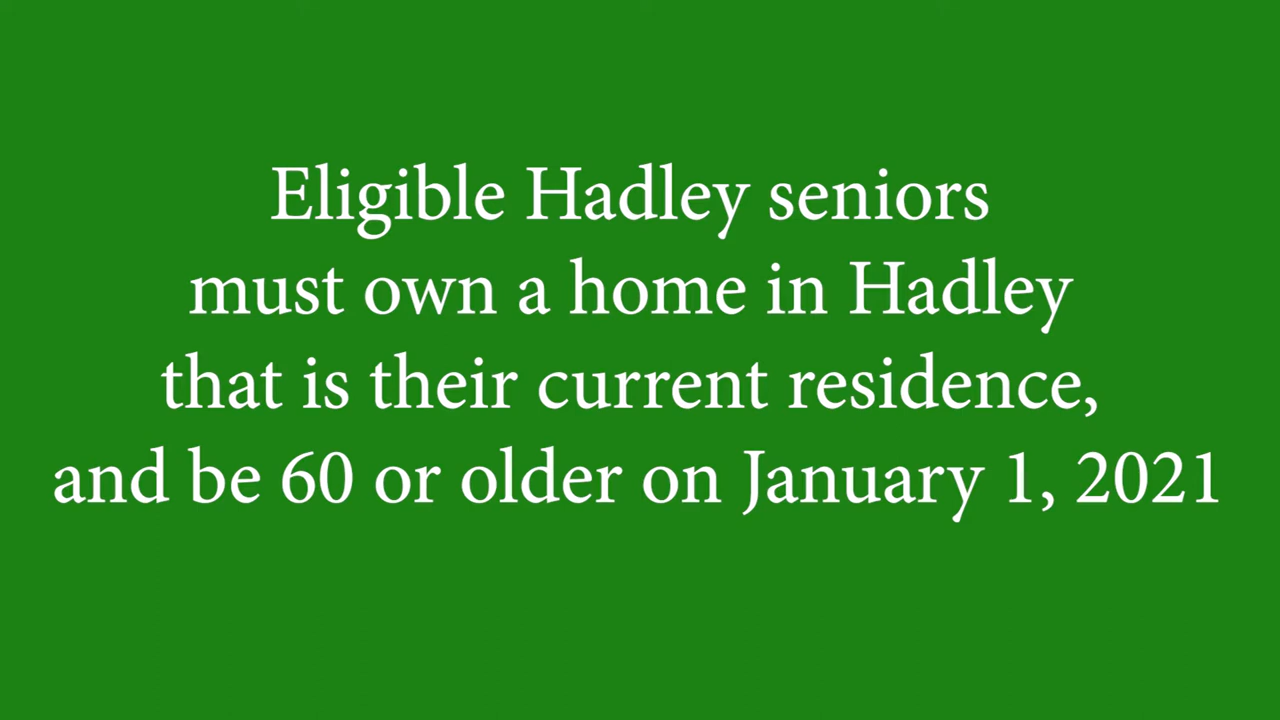 Eligible Hadley seniors
must own a home in Hadley
that is their current residence,
and be 60 or older on January 1, 2021